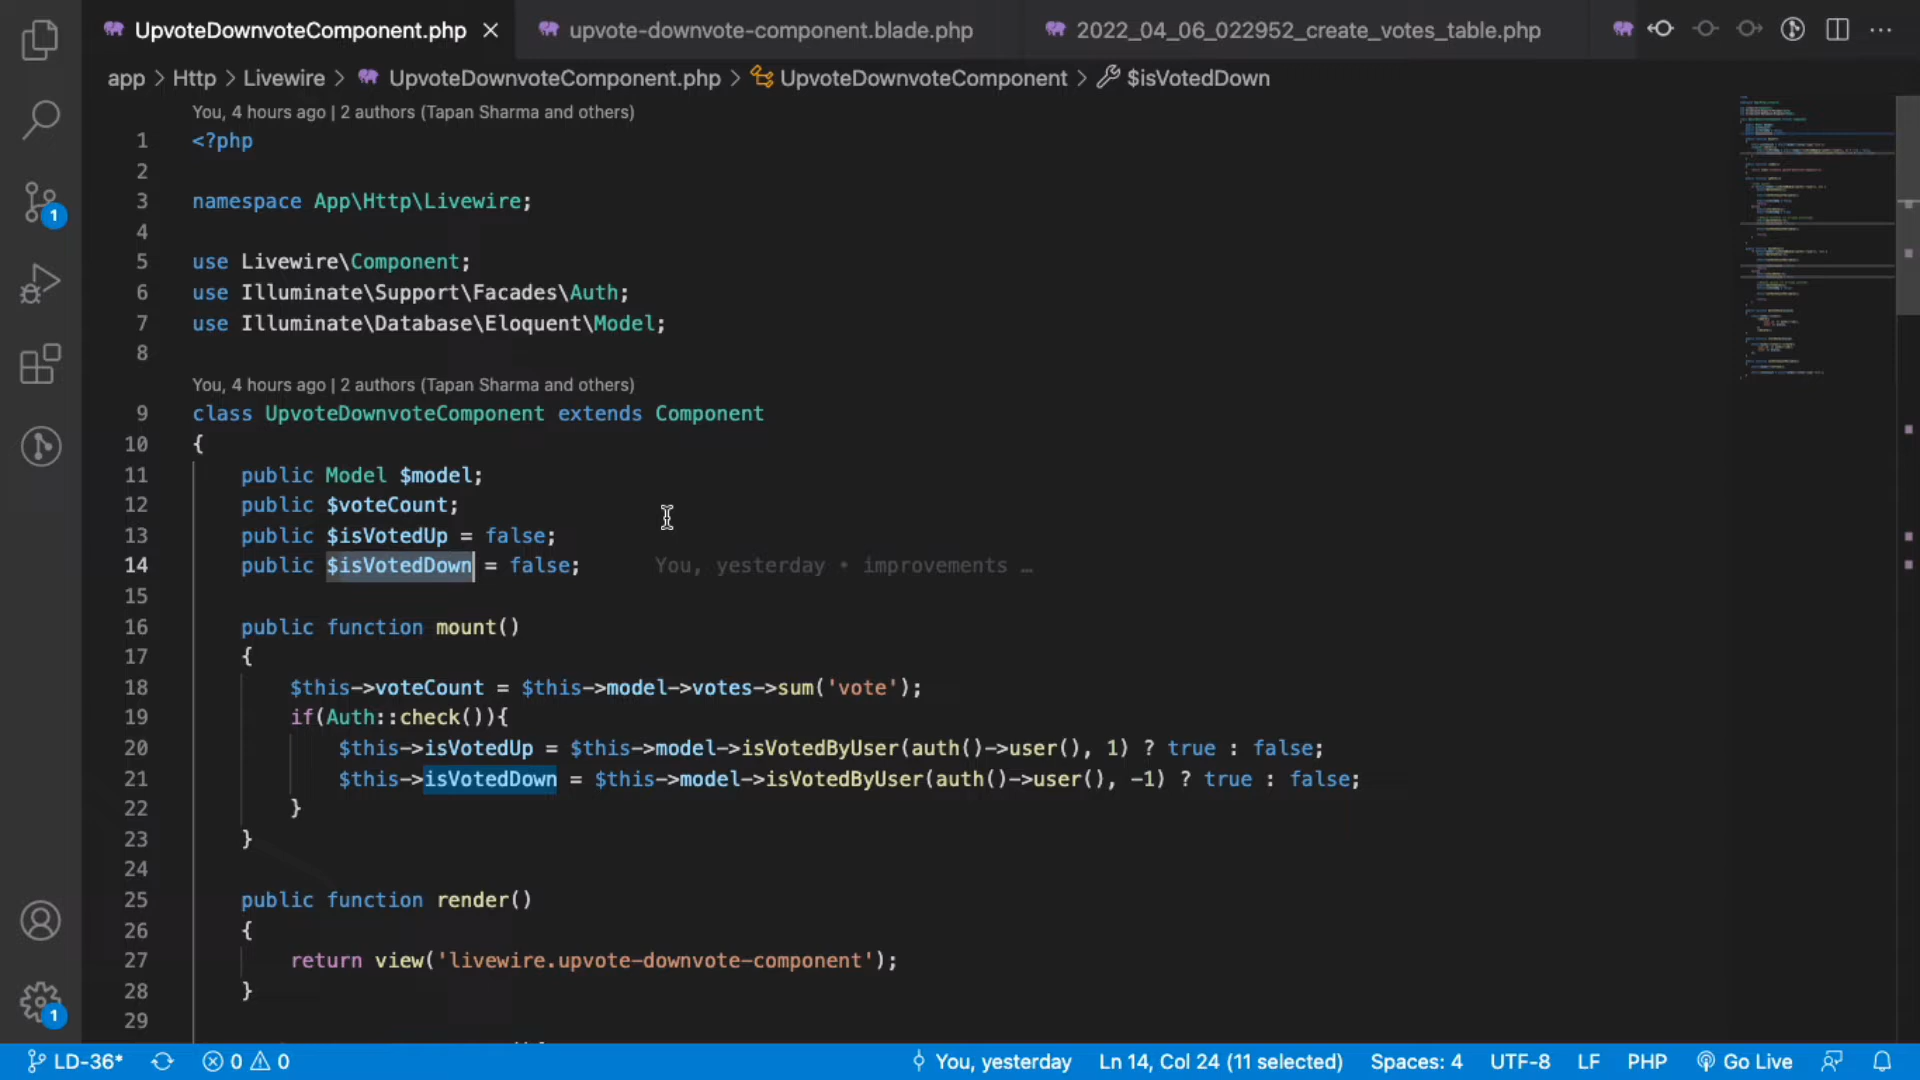 UpvoteDownvoteComponent.php
upvote-downvote-component.blade.php
2022_04_06_022952_create_votes_table.php
app > Http > Livewire > UpvoteDownvoteComponent.php > UpvoteDownvoteComponent > $isVotedDown
You, 4 hours ago | 2 authors (Tapan Sharma and others)
1 <?php
2
3 namespace App\Http\Livewire;
4
5 use Livewire\Component;
6 use Illuminate\Support\Facades\Auth;
7 use Illuminate\Database\Eloquent\Model;
8
You, 4 hours ago | 2 authors (Tapan Sharma and others)
9 class UpvoteDownvoteComponent extends Component
10 {
11 public Model $model;
12 public $voteCount;
13 public $isVotedUp = false;
14 public $isVotedDown = false; You, yesterday • improvements …
15
16 public function mount()
17 {
18 $this->voteCount = $this->model->votes->sum('vote');
19 if(Auth::check()){
20 $this->isVotedUp = $this->model->isVotedByUser(auth()->user(), 1) ? true : false;
21 $this->isVotedDown = $this->model->isVotedByUser(auth()->user(), -1) ? true : false;
22 }
23 }
24
25 public function render()
26 {
27 return view('livewire.upvote-downvote-component');
28 }
29
1
1
LD-36* 0 0 You, yesterday Ln 14, Col 24 (11 selected) Spaces: 4 UTF-8 LF PHP Go Live